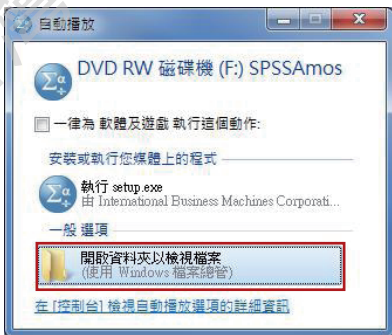 自動播放
DVD RW 磁碟機 (F:) SPSSAmos
一律為 軟體及遊戲 執行這個動作:
安裝或執行您媒體上的程式
執行 setup.exe
由 International Business Machines Corporati...
一般 選項
開啟資料夾以檢視檔案
(使用 Windows 檔案總管)
在 [控制台] 檢視自動播放選項的詳細資訊